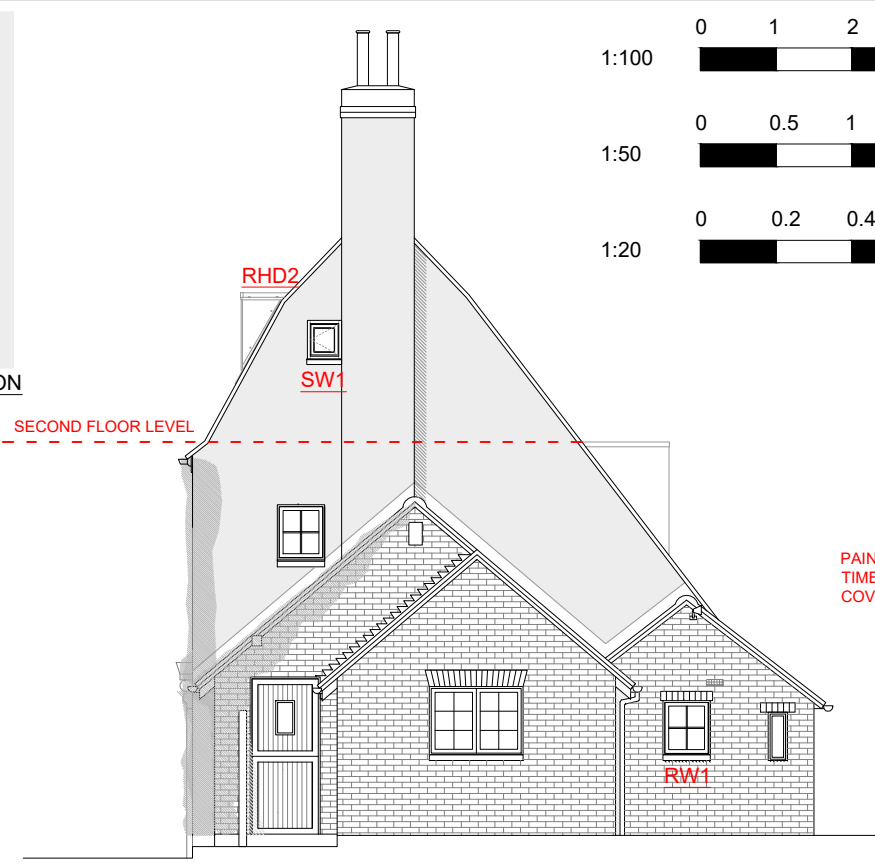 0 1 2
1:100
0 0.5 1
1:50
0 0.2 0.4
1:20
RHD2
SW1
ON
SECOND FLOOR LEVEL
PAIN
TIME
COV
RW1